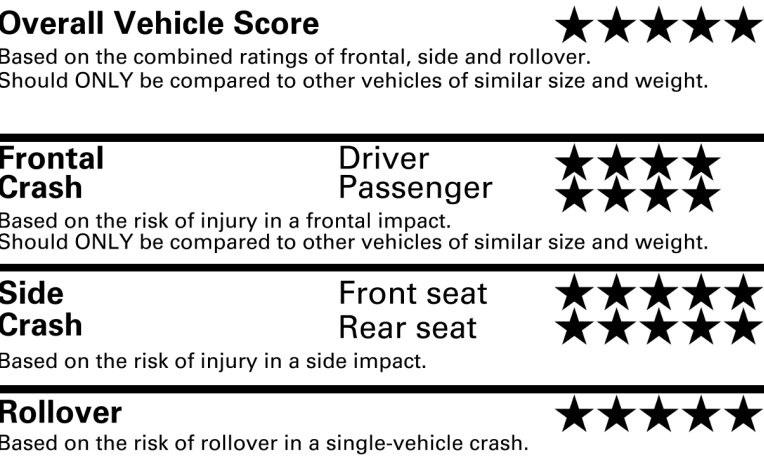 Overall Vehicle Score ★★★★★
Based on the combined ratings of frontal, side and rollover.
Should ONLY be compared to other vehicles of similar size and weight.
Frontal Driver ★★★★
Crash Passenger ★★★★
Based on the risk of injury in a frontal impact.
Should ONLY be compared to other vehicles of similar size and weight.
Side Front seat ★★★★★
Crash Rear seat ★★★★★
Based on the risk of injury in a side impact.
Rollover ★★★★★
Based on the risk of rollover in a single-vehicle crash.